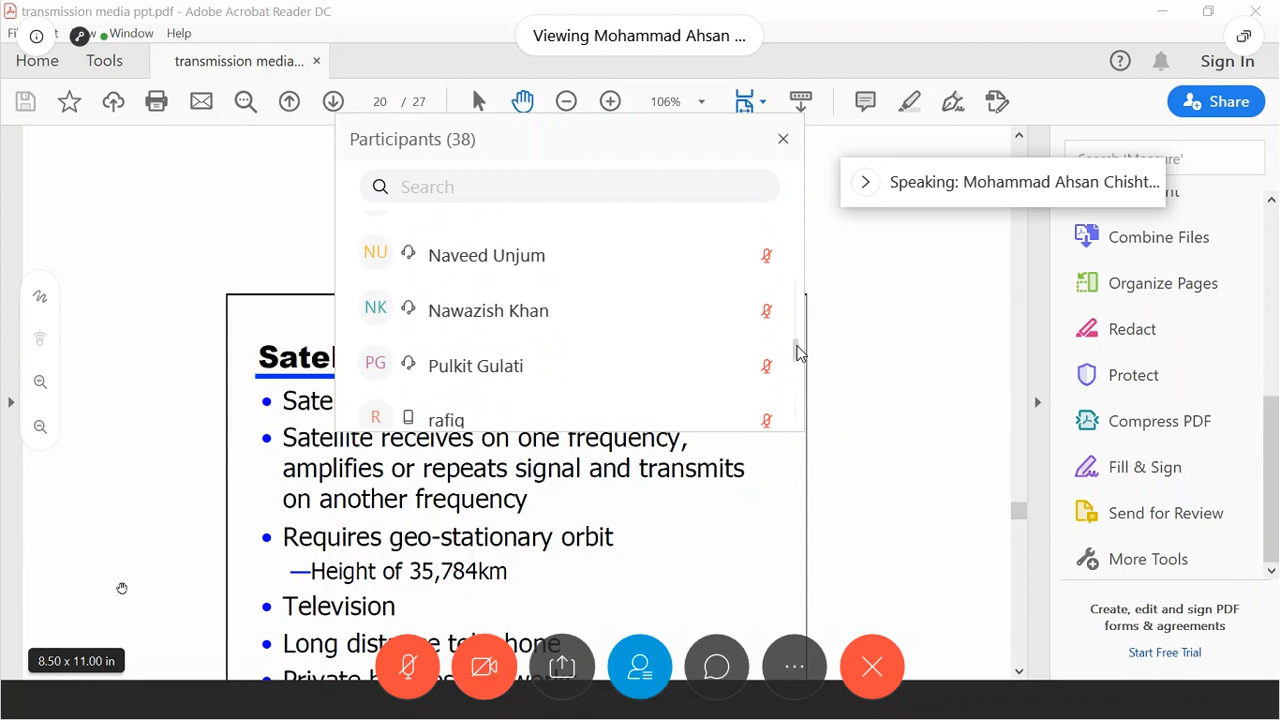 transmission media ppt.pdf - Adobe Acrobat Reader DC
Window Help
Viewing Mohammad Ahsan ...
Home Tools transmission media... Sign In
20 / 27 106% Share
Participants (38)
Search
Speaking: Mohammad Ahsan Chisht...
Combine Files
NU Naveed Unjum
Organize Pages
NK Nawazish Khan
Redact
PG Pulkit Gulati
Protect
R rafiq
Compress PDF
Satellite receives on one frequency,
amplifies or repeats signal and transmits
on another frequency
Fill & Sign
Send for Review
Requires geo-stationary orbit
—Height of 35,784km
More Tools
Television
Create, edit and sign PDF
forms & agreements
Start Free Trial
8.50 x 11.00 in